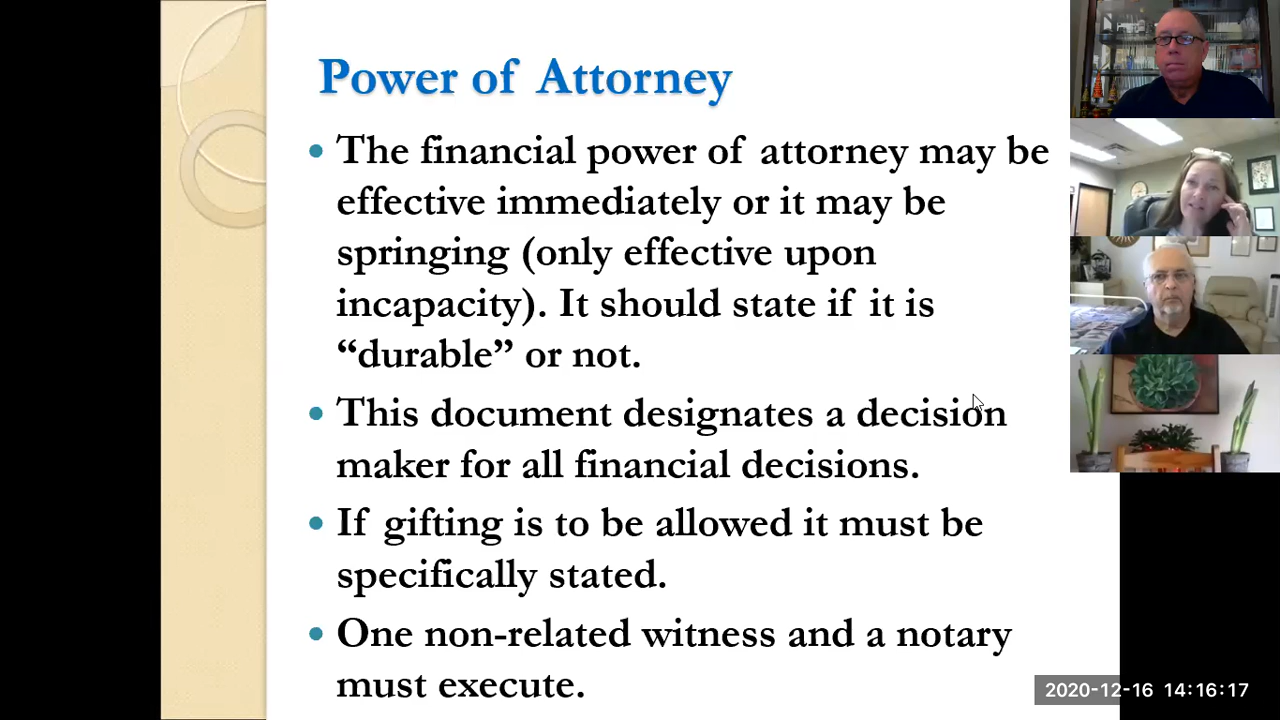 Power of Attorney
• The financial power of attorney may be
effective immediately or it may be
springing (only effective upon
incapacity). It should state if it is
“durable” or not.
• This document designates a decision
maker for all financial decisions.
• If gifting is to be allowed it must be
specifically stated.
• One non-related witness and a notary
must execute.
2020-12-16 14:16:17